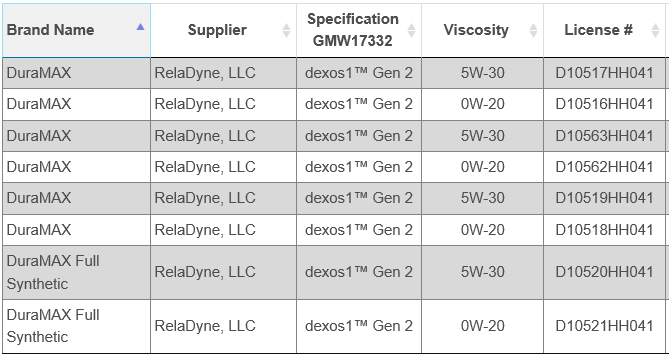 Brand Name Supplier Specification GMW17332 Viscosity License #
DuraMAX RelaDyne, LLC dexos1™ Gen 2 5W-30 D10517HH041
DuraMAX RelaDyne, LLC dexos1™ Gen 2 0W-20 D10516HH041
DuraMAX RelaDyne, LLC dexos1™ Gen 2 5W-30 D10563HH041
DuraMAX RelaDyne, LLC dexos1™ Gen 2 0W-20 D10562HH041
DuraMAX RelaDyne, LLC dexos1™ Gen 2 5W-30 D10519HH041
DuraMAX RelaDyne, LLC dexos1™ Gen 2 0W-20 D10518HH041
DuraMAX Full Synthetic RelaDyne, LLC dexos1™ Gen 2 5W-30 D10520HH041
DuraMAX Full Synthetic RelaDyne, LLC dexos1™ Gen 2 0W-20 D10521HH041